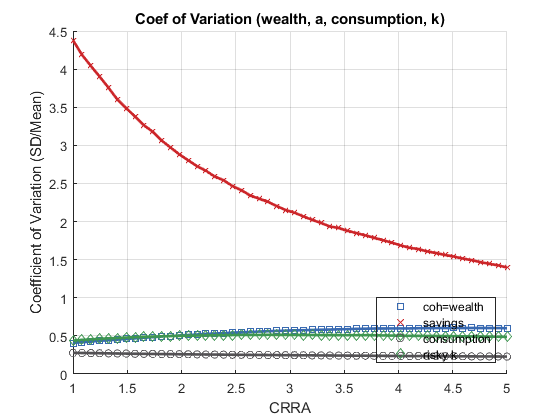 Coef of Variation (wealth, a, consumption, k)
4.5
4
3.5
3
2.5
2
1.5
1
0.5
0
Coefficient of Variation (SD/Mean)
coh=wealth
savings
consumption
risky k
1 1.5 2 2.5 3 3.5 4 4.5 5
CRRA